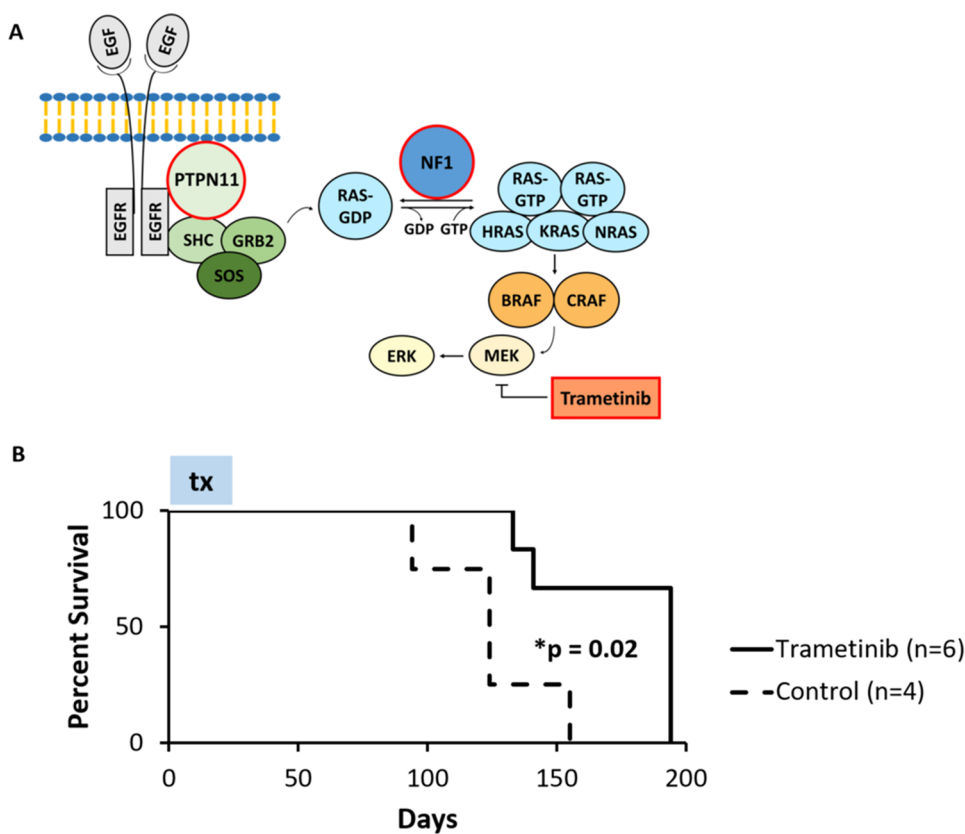 A
EGF
EGF
PTPN11
EGFR
EGFR
SHC
GRB2
SOS
RAS-
GDP
NF1
GDP
GTP
RAS-
GTP
RAS-
GTP
HRAS
KRAS
NRAS
BRAF
CRAF
ERK
MEK
Trametinib
B
tx
100
50
0
Percent Survival
*p = 0.02
Trametinib (n=6)
Control (n=4)
0
50
100
150
200
Days